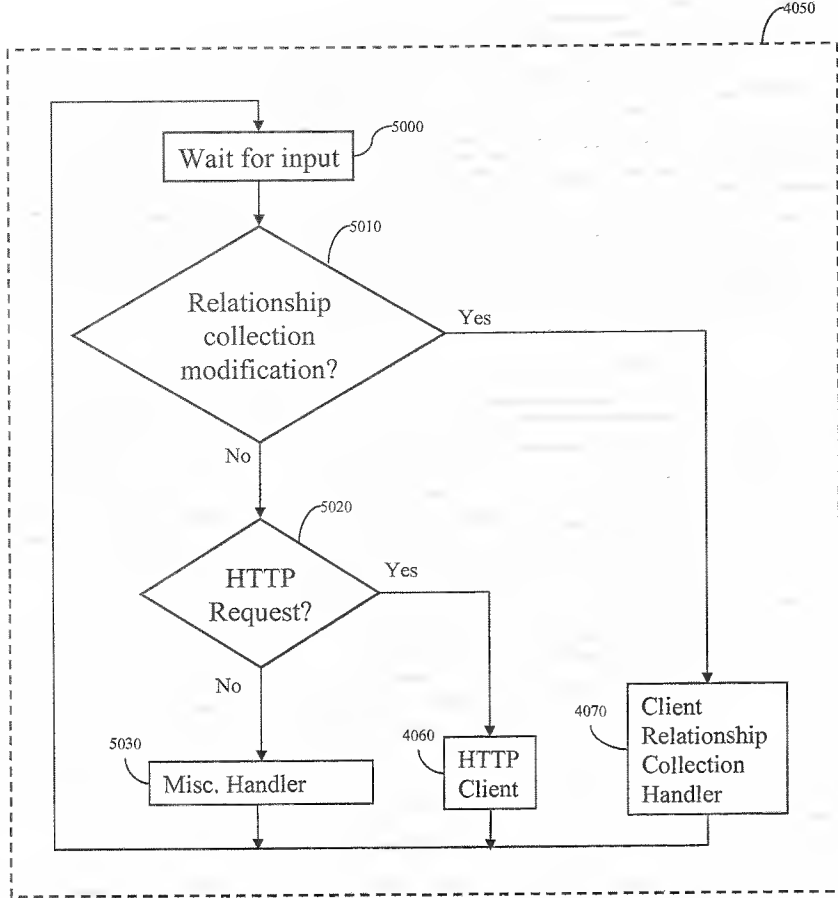 4050
5000
Wait for input
5010
Relationship
collection
modification?
Yes
No
5020
HTTP
Request?
Yes
No
5030
Misc. Handler
4060
HTTP
Client
4070
Client
Relationship
Collection
Handler